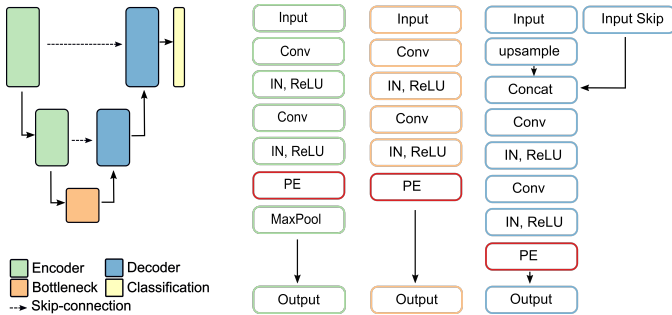 Encoder
Decoder
Bottleneck
Classification
Skip-connection
Input
Conv
IN, ReLU
Conv
IN, ReLU
PE
MaxPool
Output
Input
Conv
IN, ReLU
Conv
IN, ReLU
PE
Output
Input
Input Skip
upsample
Concat
Conv
IN, ReLU
Conv
IN, ReLU
PE
Output